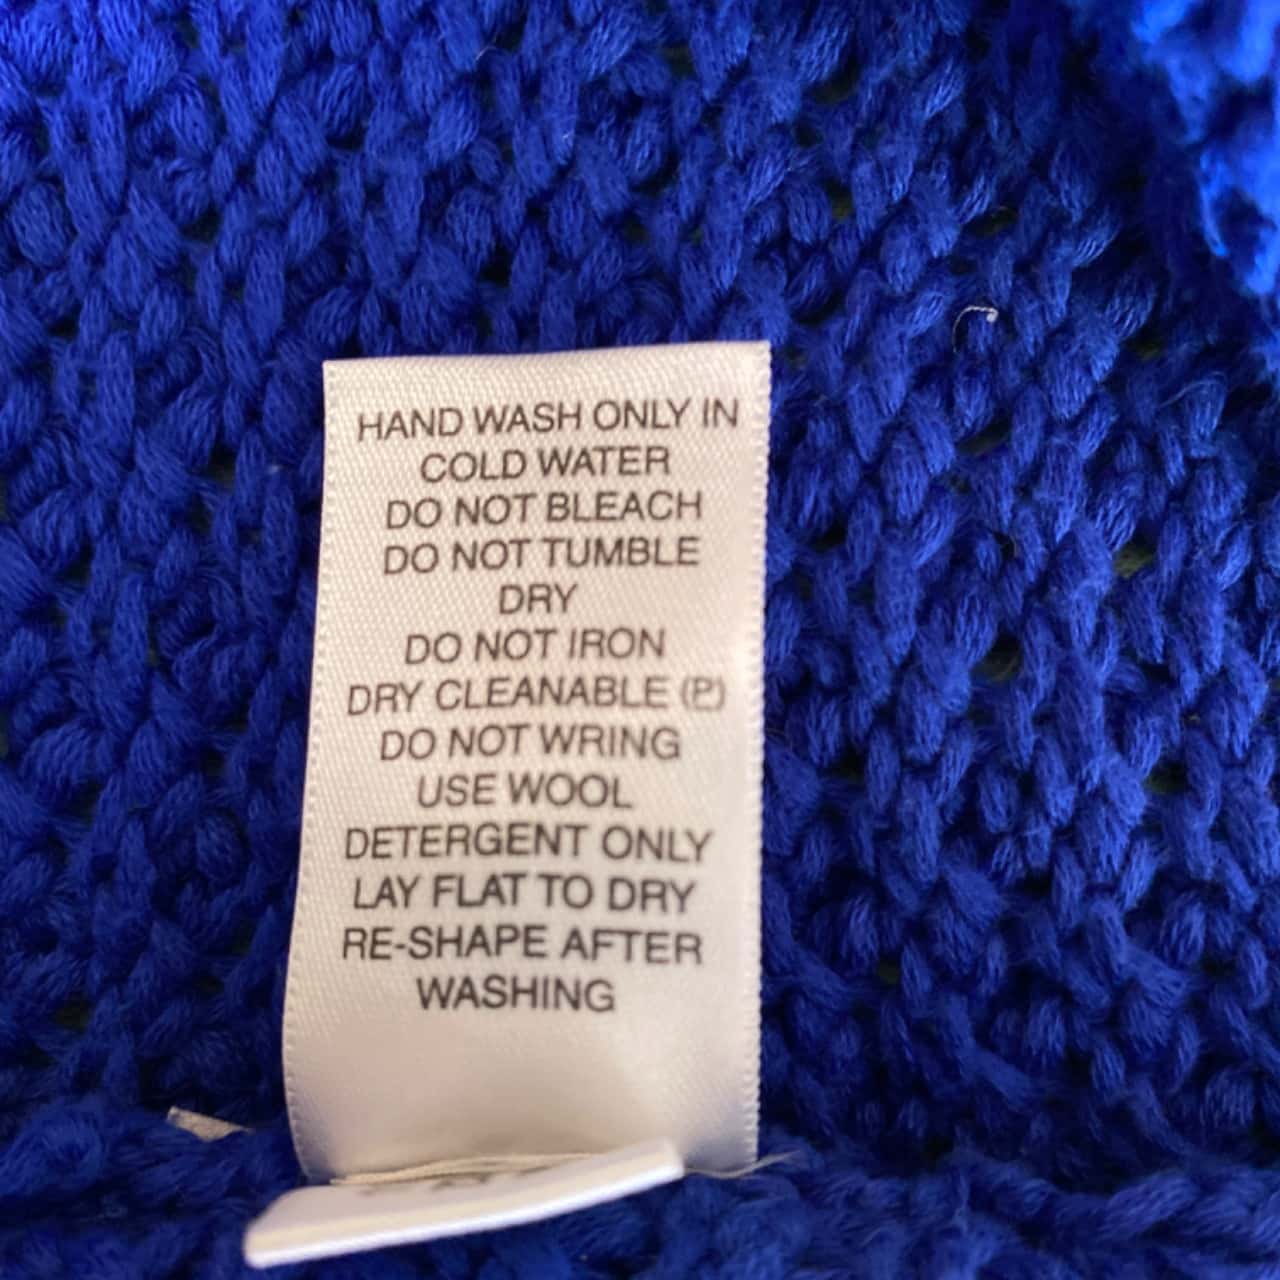 HAND WASH ONLY IN
COLD WATER
DO NOT BLEACH
DO NOT TUMBLE
DRY
DO NOT IRON
DRY CLEANABLE (P)
DO NOT WRING
USE WOOL
DETERGENT ONLY
LAY FLAT TO DRY
RE-SHAPE AFTER
WASHING